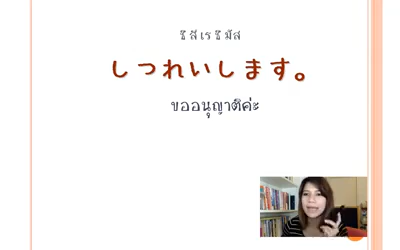 ชิสึเรชิมัส
しつれいします。
ขออนุญาติค่ะ